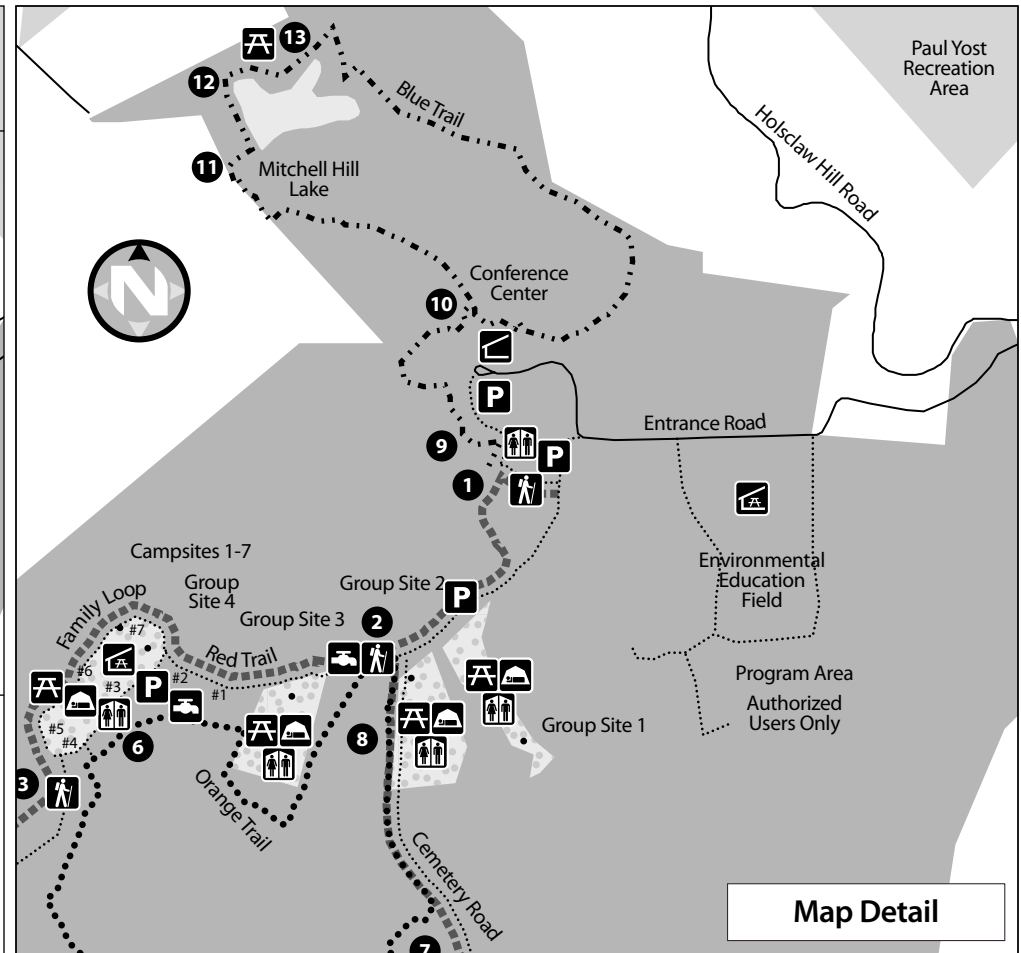 13
12
Paul Yost
Recreation
Area
Blue Trail
Holsclaw Hill Road
11
Mitchell Hill
Lake
N
10
Conference
Center
P
Entrance Road
9
P
1
Campsites 1-7
Group
Site 4
Group Site 2
P
Group Site 3
2
Environmental
Education
Field
Family Loop
#7
Red Trail
#6
#3
P
#2
#1
Program Area
Authorized
Users Only
#5
#4
6
8
Group Site 1
3
Orange Trail
Cemetery Road
7
Map Detail